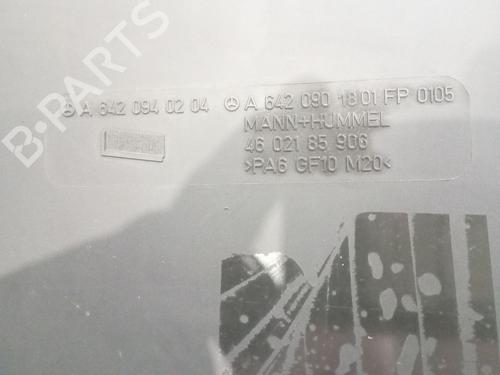 B-PARTS
A 642 094 02 04 A 642 090 18 01 FP 0105
MANN+HUMMEL
46 021 85 906
>PA6 GF10 M20<